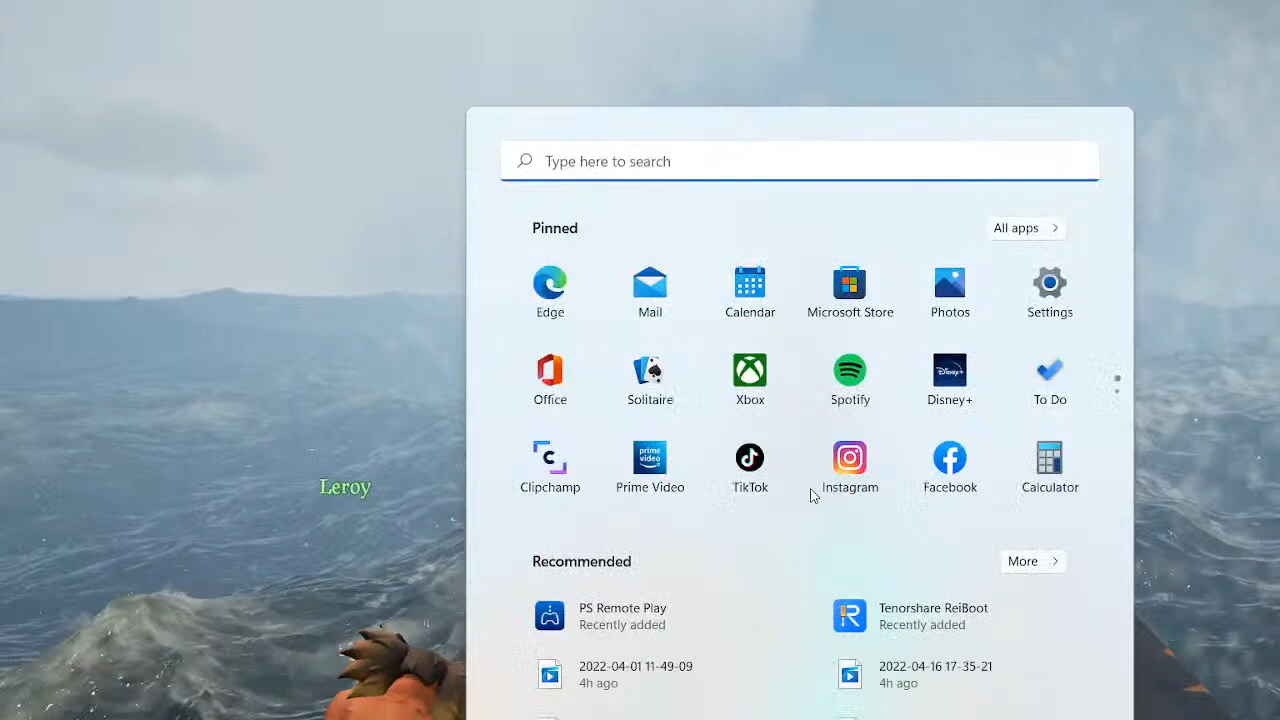 Type here to search
Pinned
All apps
Edge
Mail
Calendar
Microsoft Store
Photos
Settings
Office
Solitaire
Xbox
Spotify
Disney+
To Do
Clipchamp
Prime Video
TikTok
Instagram
Facebook
Calculator
Leroy
Recommended
More
PS Remote Play
Recently added
Tenorshare ReiBoot
Recently added
2022-04-01 11-49-09
4h ago
2022-04-16 17-35-21
4h ago